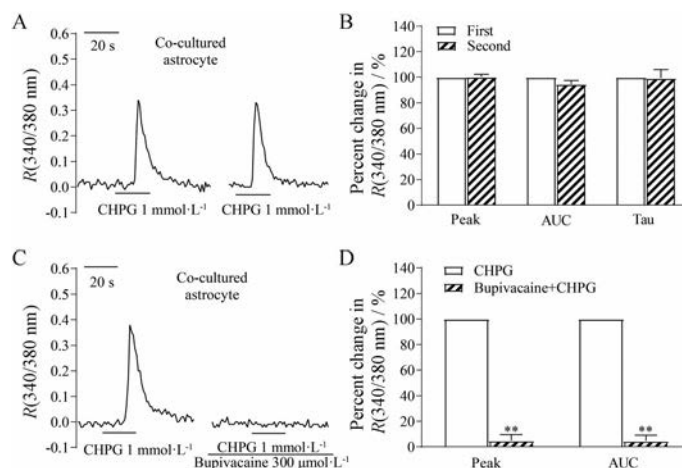 A
20 s
Co-cultured
astrocyte
R(340/380 nm)
0.6
0.5
0.4
0.3
0.2
0.1
0.0
-0.1
CHPG 1 mmol·L⁻¹ CHPG 1 mmol·L⁻¹
B
First
Second
Percent change in
R(340/380 nm) / %
140
120
100
80
60
40
20
0
Peak AUC Tau
C
20 s
Co-cultured
astrocyte
R(340/380 nm)
0.6
0.5
0.4
0.3
0.2
0.1
0.0
-0.1
CHPG 1 mmol·L⁻¹ CHPG 1 mmol·L⁻¹
Bupivacaine 300 μmol·L⁻¹
D
CHPG
Bupivacaine+CHPG
Percent change in
R(340/380 nm) / %
140
120
100
80
60
40
20
0
** **
Peak AUC